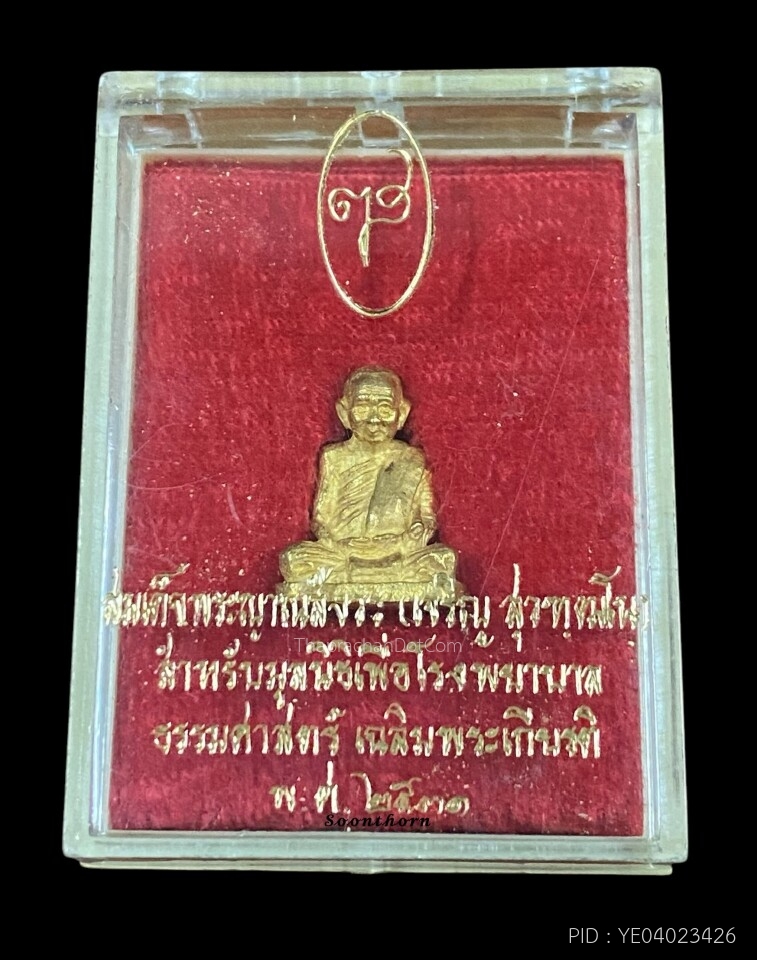 ญส
สมเด็จพระญาณสังวร (เจริญ สุวฑฺฒโน)
ThaprachanDotCom
สำหรับมูลนิธิเพื่อโรงพยาบาล
ธรรมศาสตร์ เฉลิมพระเกียรติ
พ.ศ. ๒๕๓๑
Soonthorn
PID : YE04023426